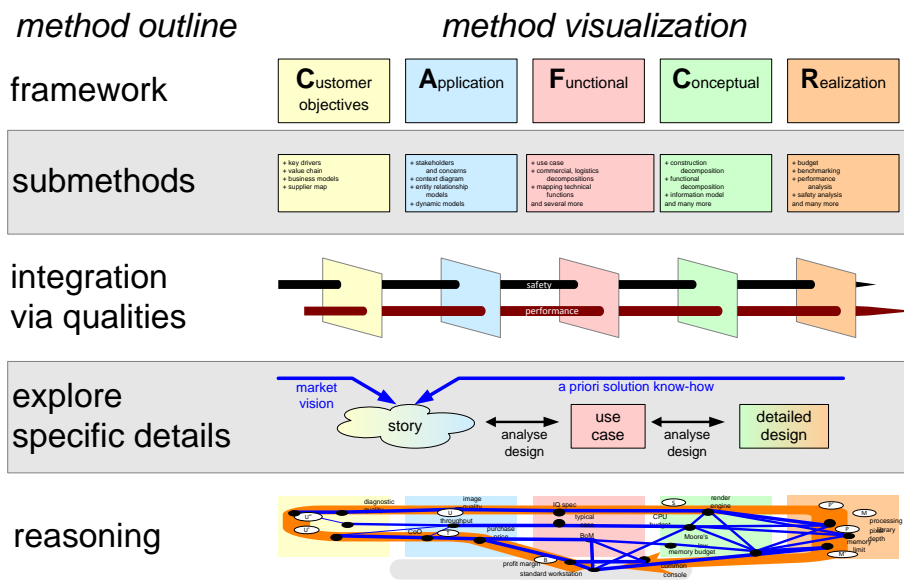 method outline
method visualization
framework
Customer
objectives
Application
Functional
Conceptual
Realization
submethods
+ key drivers
+ value chain
+ business models
+ supplier map
+ stakeholders
and concerns
+ context diagram
+ entity relationship
models
+ dynamic models
+ use case
+ commercial, logistics
decompositions
+ mapping technical
functions
and several more
+ construction
decomposition
+ functional
decomposition
+ information model
and many more
+ budget
+ benchmarking
+ performance
analysis
+ safety analysis
and many more
integration
via qualities
safety
performance
explore
specific details
market
vision
a priori solution know-how
story
analyse
design
use
case
analyse
design
detailed
design
reasoning
diagnostic
quality
image
quality
IQ spec
S
render
engine
P'
M
U"
U
throughput
typical
case
CPU
budget
processing
library
U'
CoO
T
purchase
price
BoM
Moore's
law
P
pixel
depth
memory budget
memory
limit
M'
profit margin
B
common
console
standard workstation